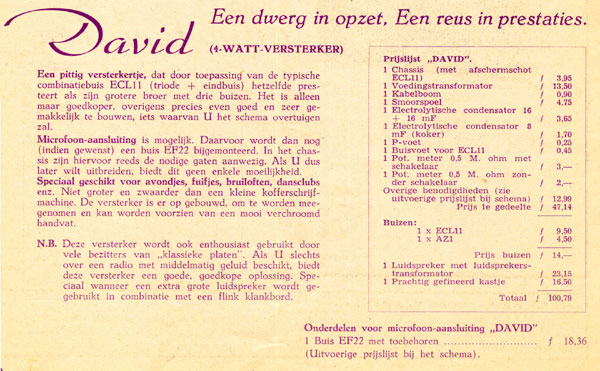 David
Een dwerg in opzet, Een reus in prestaties.
(4-WATT-VERSTERKER)
Een pittig versterkertje, dat door toepassing van de typische
combinatiebuis ECL11 (triode + eindbuis) hetzelfde pres-
teert als zijn grotere broer met drie buizen. Het is alleen
maar goedkoper, overigens precies even goed en zeer ge-
makkelijk te bouwen, iets waarvan U het schema overtuigen
zal.
Microfoon-aansluiting is mogelijk. Daarvoor wordt dan nog
(indien gewenst) een buis EF22 bijgemonteerd. In het chas-
sis zijn hiervoor reeds de nodige gaten aanwezig. Als U dus
later wilt uitbreiden, biedt dit geen enkele moeilijkheid.
Speciaal geschikt voor avondjes, fuifjes, bruiloften, dansclubs
enz. Niet groter en zwaarder dan een kleine kofferschrijf-
machine. De versterker is er op gebouwd, om te worden mee-
genomen en kan worden voorzien van een mooi verchroomd
handvat.
N.B. Deze versterker wordt ook enthousiast gebruikt door
vele bezitters van „klassieke platen". Als U slechts
over een radio met middelmatig geluid beschikt, biedt
deze versterker een goede, goedkope oplossing. Spe-
ciaal wanneer een extra grote luidspreker wordt ge-
gebruikt in combinatie met een flink klankbord.
Prijslijst „DAVID".
1 Chassis (met afschermschot
ECL11) f 3,95
1 Voedingstransformator f 13,50
1 Kabelboom f 0,90
1 Smoorspoel f 4,75
1 Electrolytische condensator 16
+ 16 mF f 3,65
1 Electrolytische condensator 8
mF (koker) f 1,70
1 P-voet f 0,25
1 Buisvoet voor ECL11 f 0,45
1 Pot. meter 0,5 M. ohm met
schakelaar f 3,—
1 Pot. meter 0,5 M. ohm zon-
der schakelaar f 2,—
Overige benodigdheden (zie
uitvoerige prijslijst bij schema) f 12,99
Prijs 1e gedeelte f 47,14
Buizen:
1 x ECL11 f 9,50
1 x AZ1 f 4,50
Prijs buizen f 14,—
1 Luidspreker met luidsprekers-
transformator f 23,15
1 Prachtig gefineerd kastje f 16,50
Totaal f 100,79
Onderdelen voor microfoon-aansluiting „DAVID"
1 Buis EF22 met toebehoren ........................ f 18,36
(Uitvoerige prijslijst bij het schema).